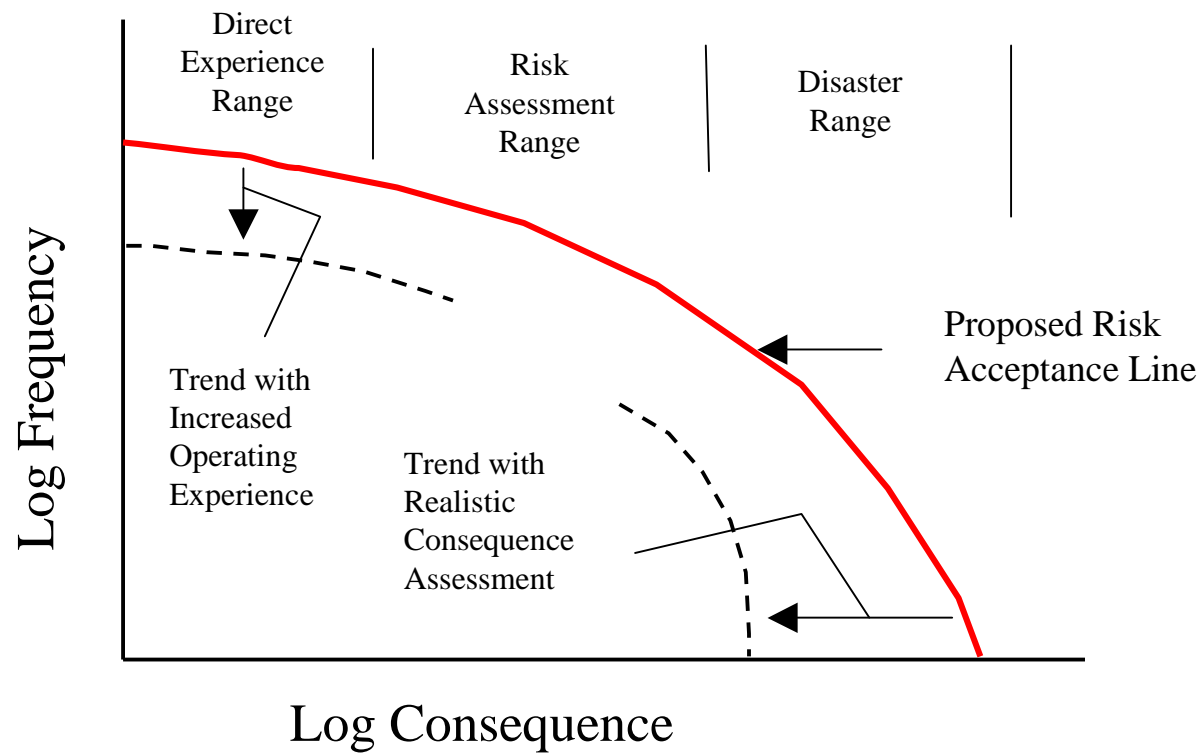 Direct
Experience
Range
Risk
Assessment
Range
Disaster
Range
Proposed Risk
Acceptance Line
Trend with
Increased
Operating
Experience
Trend with
Realistic
Consequence
Assessment
Log Frequency
Log Consequence